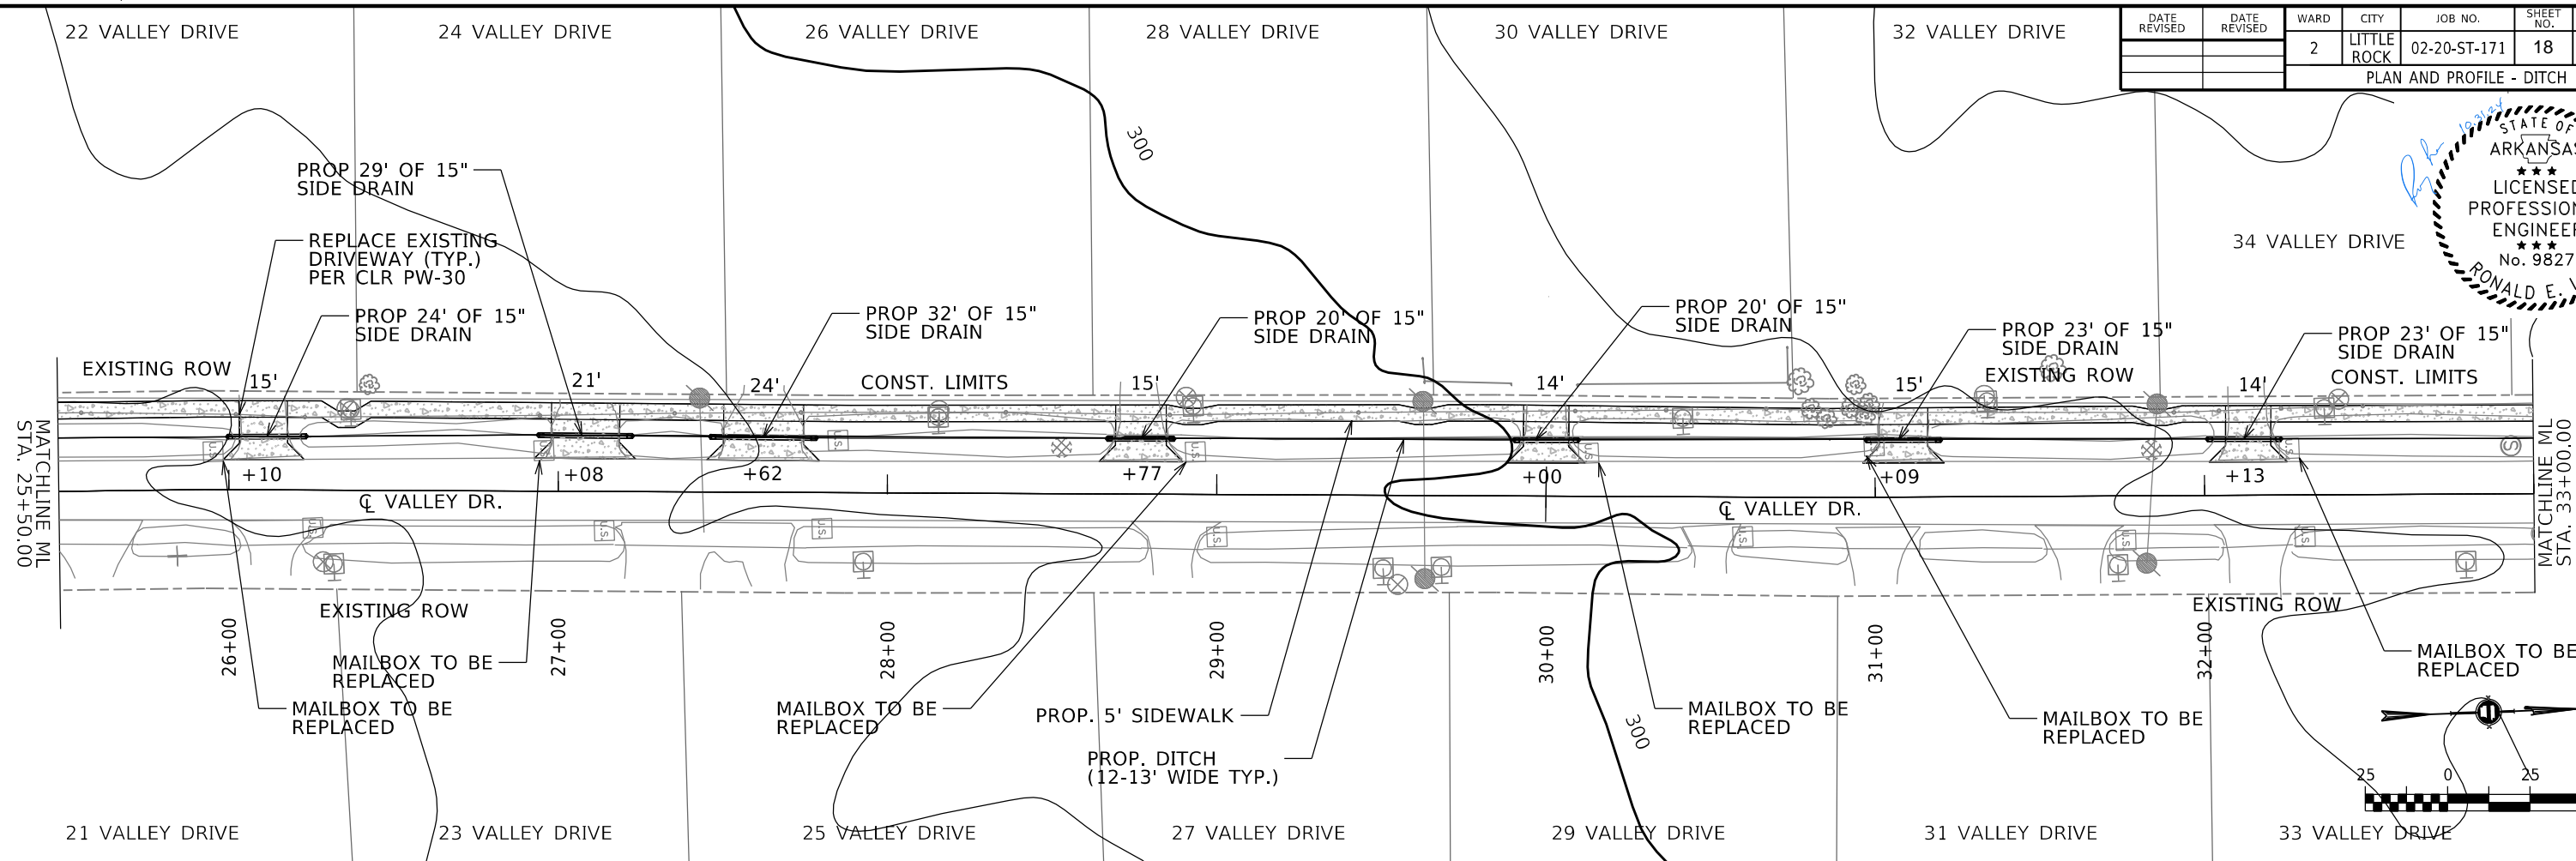 22 VALLEY DRIVE
24 VALLEY DRIVE
26 VALLEY DRIVE
28 VALLEY DRIVE
30 VALLEY DRIVE
32 VALLEY DRIVE
DATE
REVISED
DATE
REVISED
WARD
CITY
JOB NO.
SHEET
NO.
2
LITTLE
ROCK
02-20-ST-171
18
PLAN AND PROFILE - DITCH
10.31.24
STATE OF
ARKANSAS
LICENSED
PROFESSION
ENGINEER
No. 9827
RONALD E.
34 VALLEY DRIVE
300
PROP 29' OF 15"
SIDE DRAIN
REPLACE EXISTING
DRIVEWAY (TYP.)
PER CLR PW-30
PROP 24' OF 15"
SIDE DRAIN
PROP 32' OF 15"
SIDE DRAIN
PROP 20' OF 15"
SIDE DRAIN
PROP 20' OF 15"
SIDE DRAIN
PROP 23' OF 15"
SIDE DRAIN
PROP 23' OF 15"
SIDE DRAIN
EXISTING ROW
CONST. LIMITS
EXISTING ROW
CONST. LIMITS
15'
21'
24'
15'
14'
15'
14'
MATCHLINE ML
STA. 25+50.00
U.S.
U.S.
U.S.
U.S.
U.S.
U.S.
U.S.
S
+10
+08
+62
+77
+00
+09
+13
MATCHLINE ML
STA. 33+00.00
℄ VALLEY DR.
℄ VALLEY DR.
U.S.
U.S.
U.S.
U.S.
U.S.
U.S.
U.S.
EXISTING ROW
EXISTING ROW
26+00
27+00
28+00
29+00
30+00
31+00
32+00
MAILBOX TO BE
REPLACED
MAILBOX TO BE
REPLACED
MAILBOX TO BE
REPLACED
PROP. 5' SIDEWALK
PROP. DITCH
(12-13' WIDE TYP.)
300
MAILBOX TO BE
REPLACED
MAILBOX TO BE
REPLACED
MAILBOX TO BE
REPLACED
25
0
25
21 VALLEY DRIVE
23 VALLEY DRIVE
25 VALLEY DRIVE
27 VALLEY DRIVE
29 VALLEY DRIVE
31 VALLEY DRIVE
33 VALLEY DRIVE